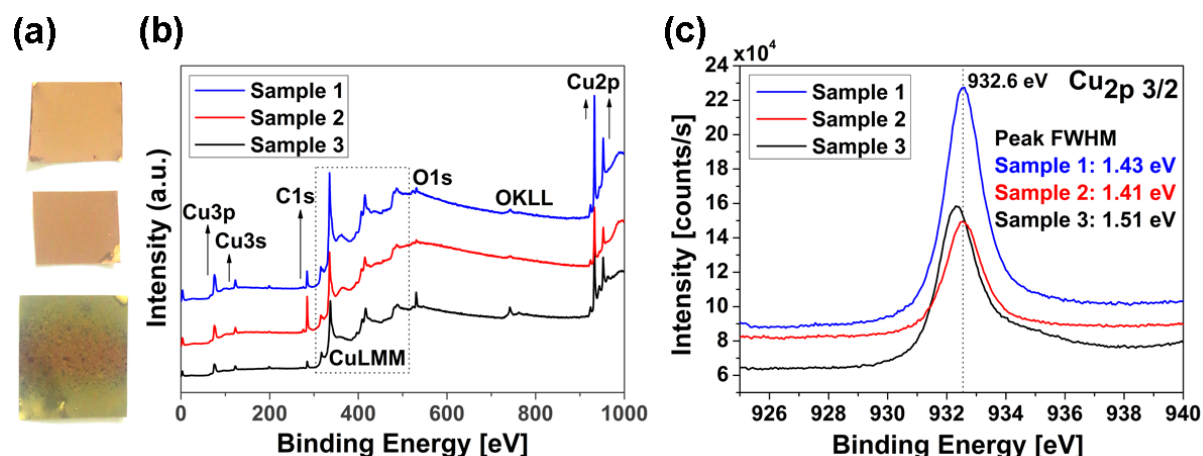 (a)
(b)
Sample 1
Sample 2
Sample 3
Cu2p
O1s
C1s
OKLL
Cu3p
Cu3s
CuLMM
Intensity (a.u.)
0 200 400 600 800 1000
Binding Energy [eV]
(c)
x10⁴
24
22
20
18
16
14
12
10
8
6
Intensity [counts/s]
Sample 1
Sample 2
Sample 3
932.6 eV
Cu2p 3/2
Peak FWHM
Sample 1: 1.43 eV
Sample 2: 1.41 eV
Sample 3: 1.51 eV
926 928 930 932 934 936 938 940
Binding Energy [eV]